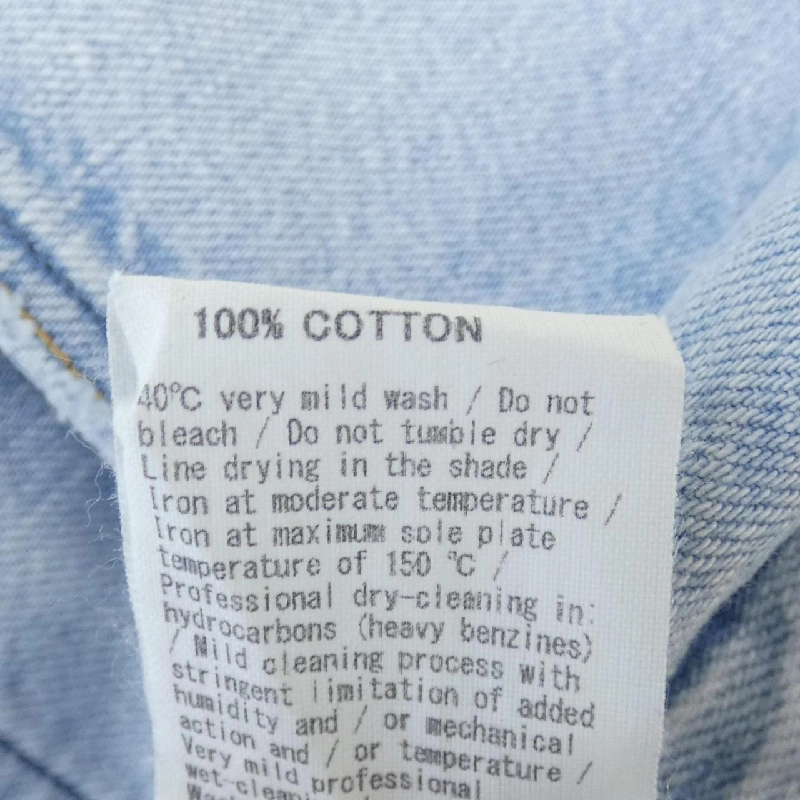 100% COTTON
40°C very mild wash / Do not
bleach / Do not tumble dry /
Line drying in the shade /
Iron at moderate temperature /
Iron at maximum sole plate
temperature of 150 ℃ /
Professional dry-cleaning in:
hydrocarbons (heavy benzines)
/ Mild cleaning process with
stringent limitation of added
humidity and / or mechanical
action and / or temperature /
Very mild professional